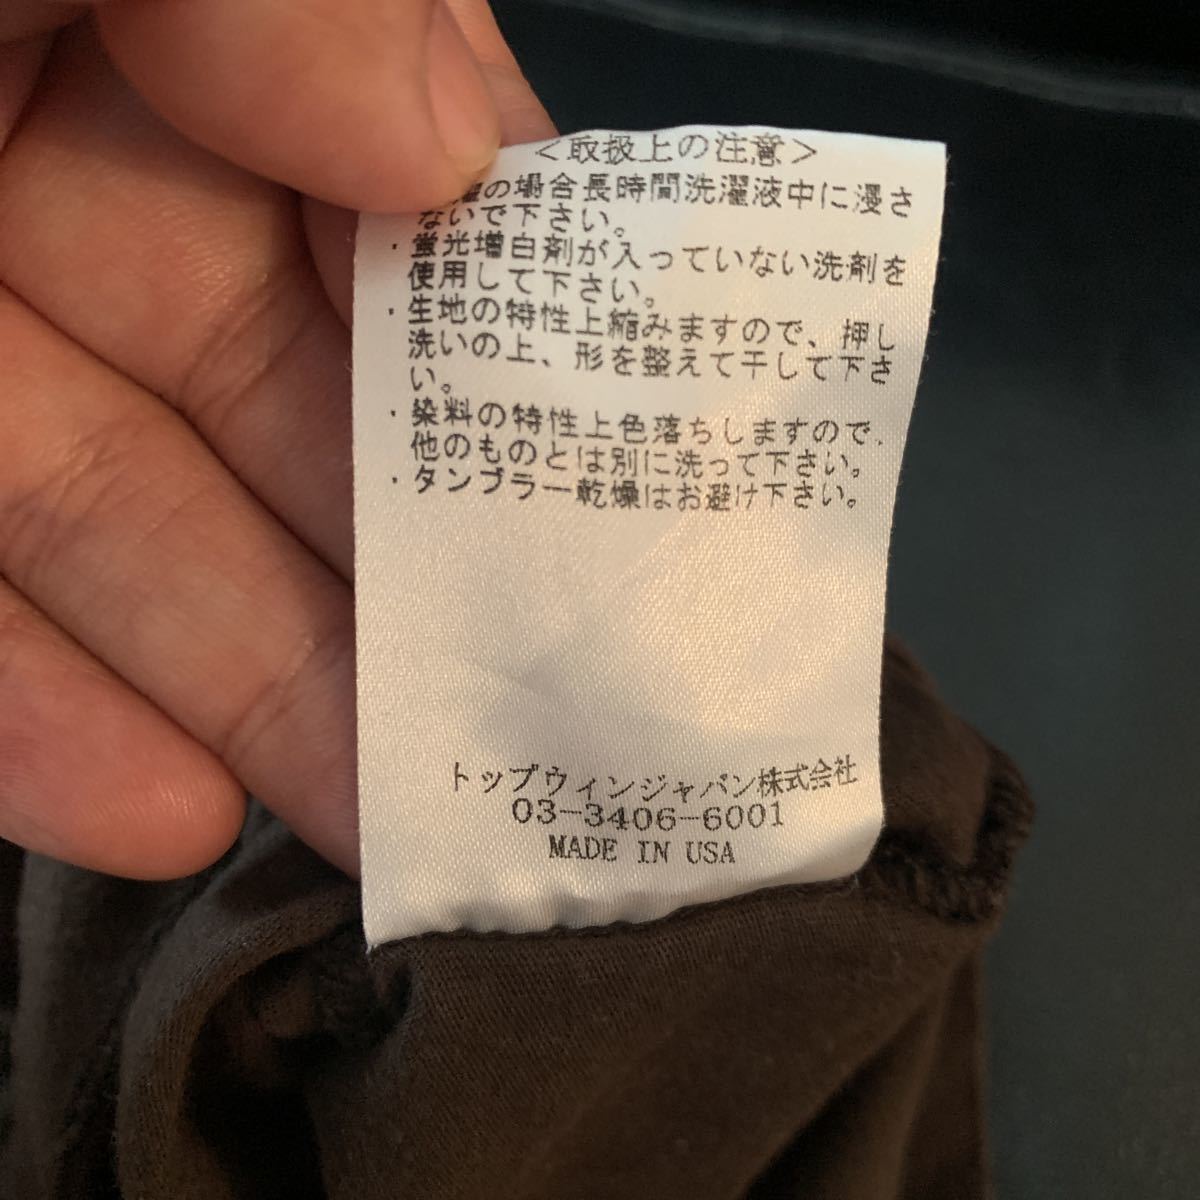 <取扱上の注意>
濯の場合長時間洗濯液中に浸さ
ないで下さい。
・蛍光増白剤が入っていない洗剤を
使用して下さい。
・生地の特性上縮みますので、押し
洗いの上、形を整えて干して下さ
い。
・染料の特性上色落ちしますので、
他のものとは別に洗って下さい。
・タンブラー乾燥はお避け下さい。
トップウィンジャパン株式会社
03-3406-6001
MADE IN USA